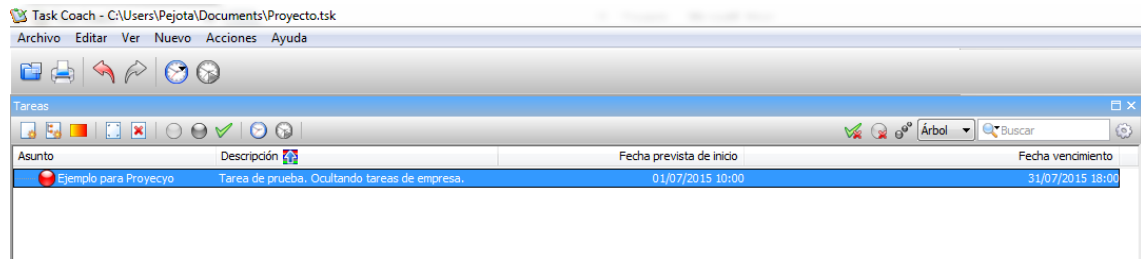 Task Coach - C:\Users\Pejota\Documents\Proyecto.tsk
Archivo Editar Ver Nuevo Acciones Ayuda
Tareas
Árbol Buscar
Asunto Descripción Fecha prevista de inicio Fecha vencimiento
Ejemplo para Proyecyo Tarea de prueba. Ocultando tareas de empresa. 01/07/2015 10:00 31/07/2015 18:00